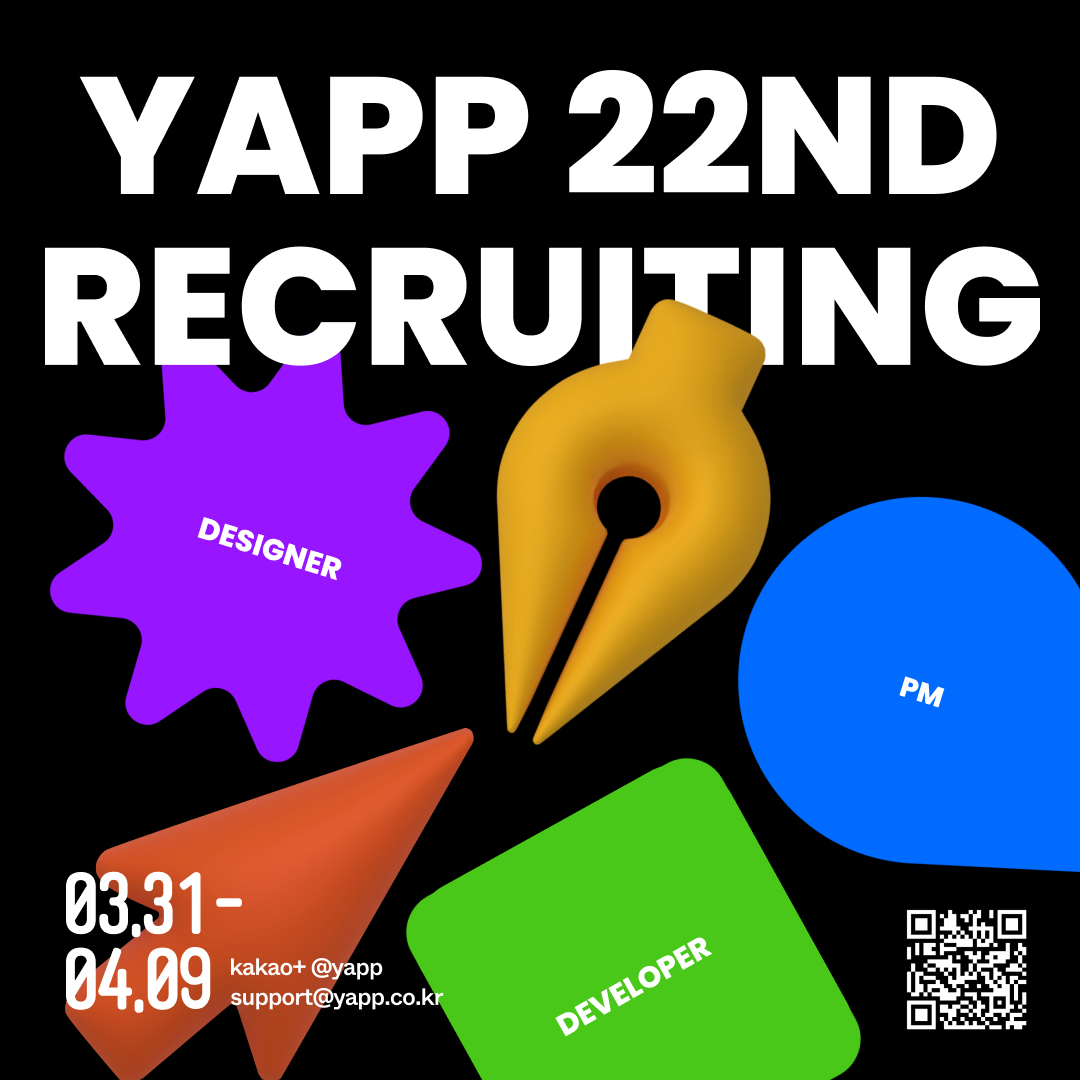 YAPP 22ND
RECRUITING
DESIGNER
PM
DEVELOPER
03.31-
04.09
kakao+ @yapp
support@yapp.co.kr